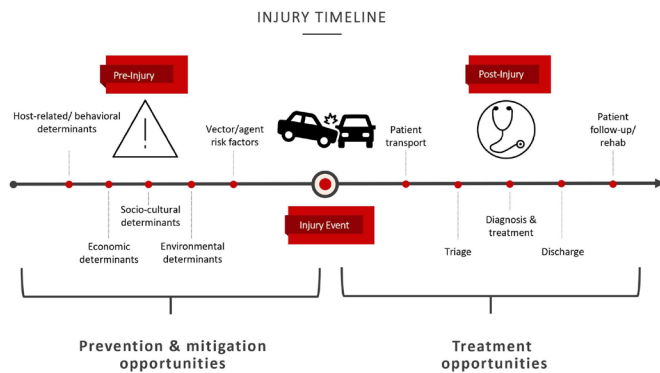 INJURY TIMELINE
Pre-Injury
Post-Injury
Host-related/ behavioral
determinants
Vector/agent
risk factors
Patient
transport
Patient
follow-up/
rehab
Socio-cultural
determinants
Economic
determinants
Environmental
determinants
Injury Event
Triage
Diagnosis &
treatment
Discharge
Prevention & mitigation
opportunities
Treatment
opportunities